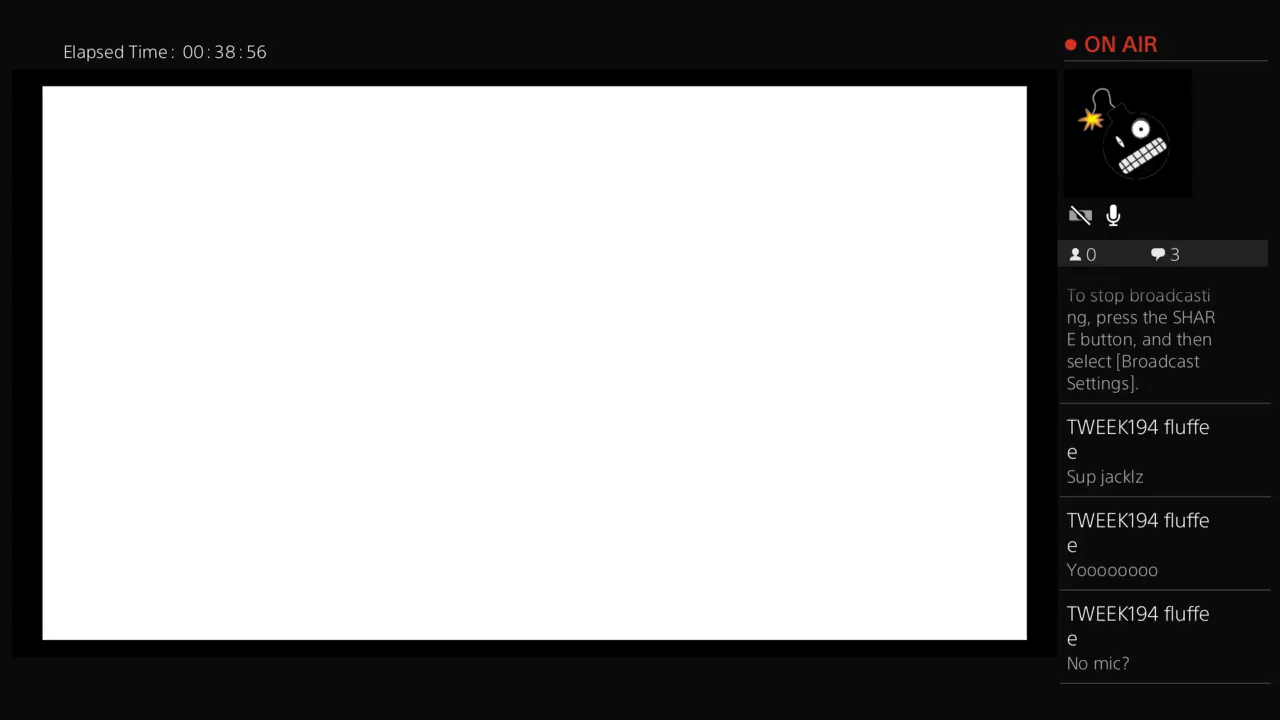 Elapsed Time: 00:38:56
ON AIR
0 3
To stop broadcasti
ng, press the SHAR
E button, and then
select [Broadcast
Settings].
TWEEK194 fluffe
e
Sup jacklz
TWEEK194 fluffe
e
Yoooooooo
TWEEK194 fluffe
e
No mic?